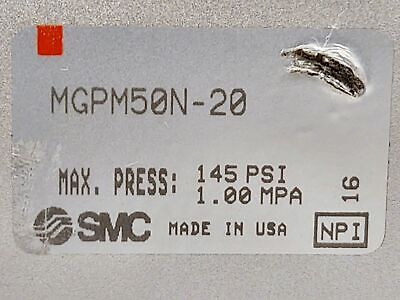 MGPM50N-20
MAX. PRESS: 145 PSI
1.00 MPA
SMC MADE IN USA
NPI
16